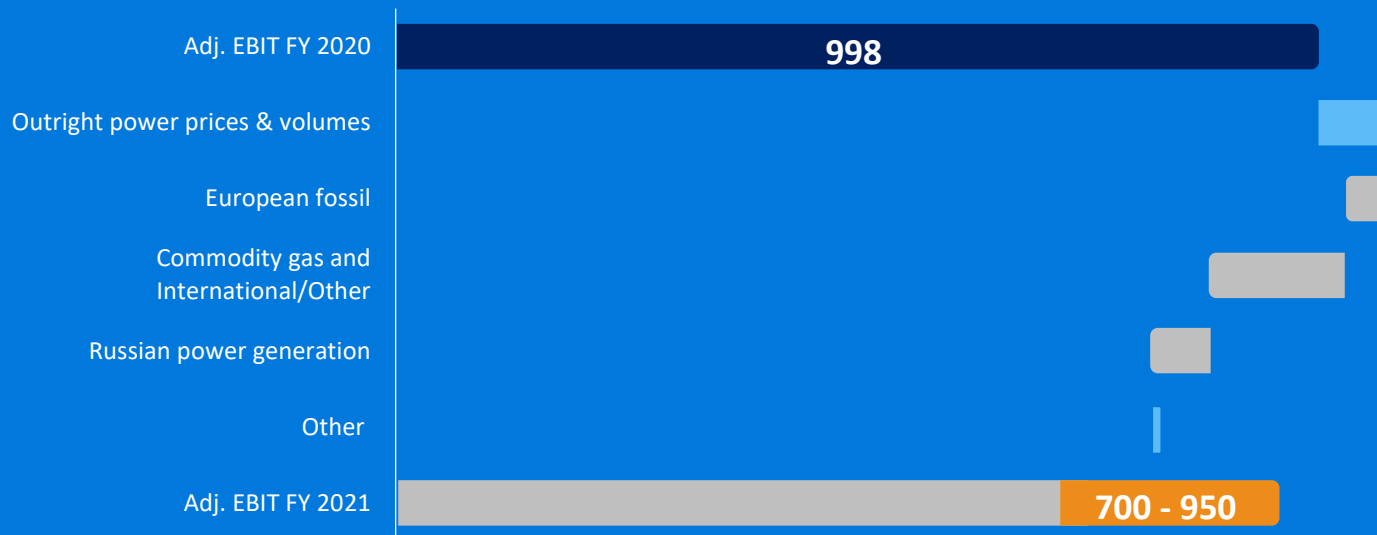 Adj. EBIT FY 2020
998
Outright power prices & volumes
European fossil
Commodity gas and
International/Other
Russian power generation
Other
Adj. EBIT FY 2021
700 - 950